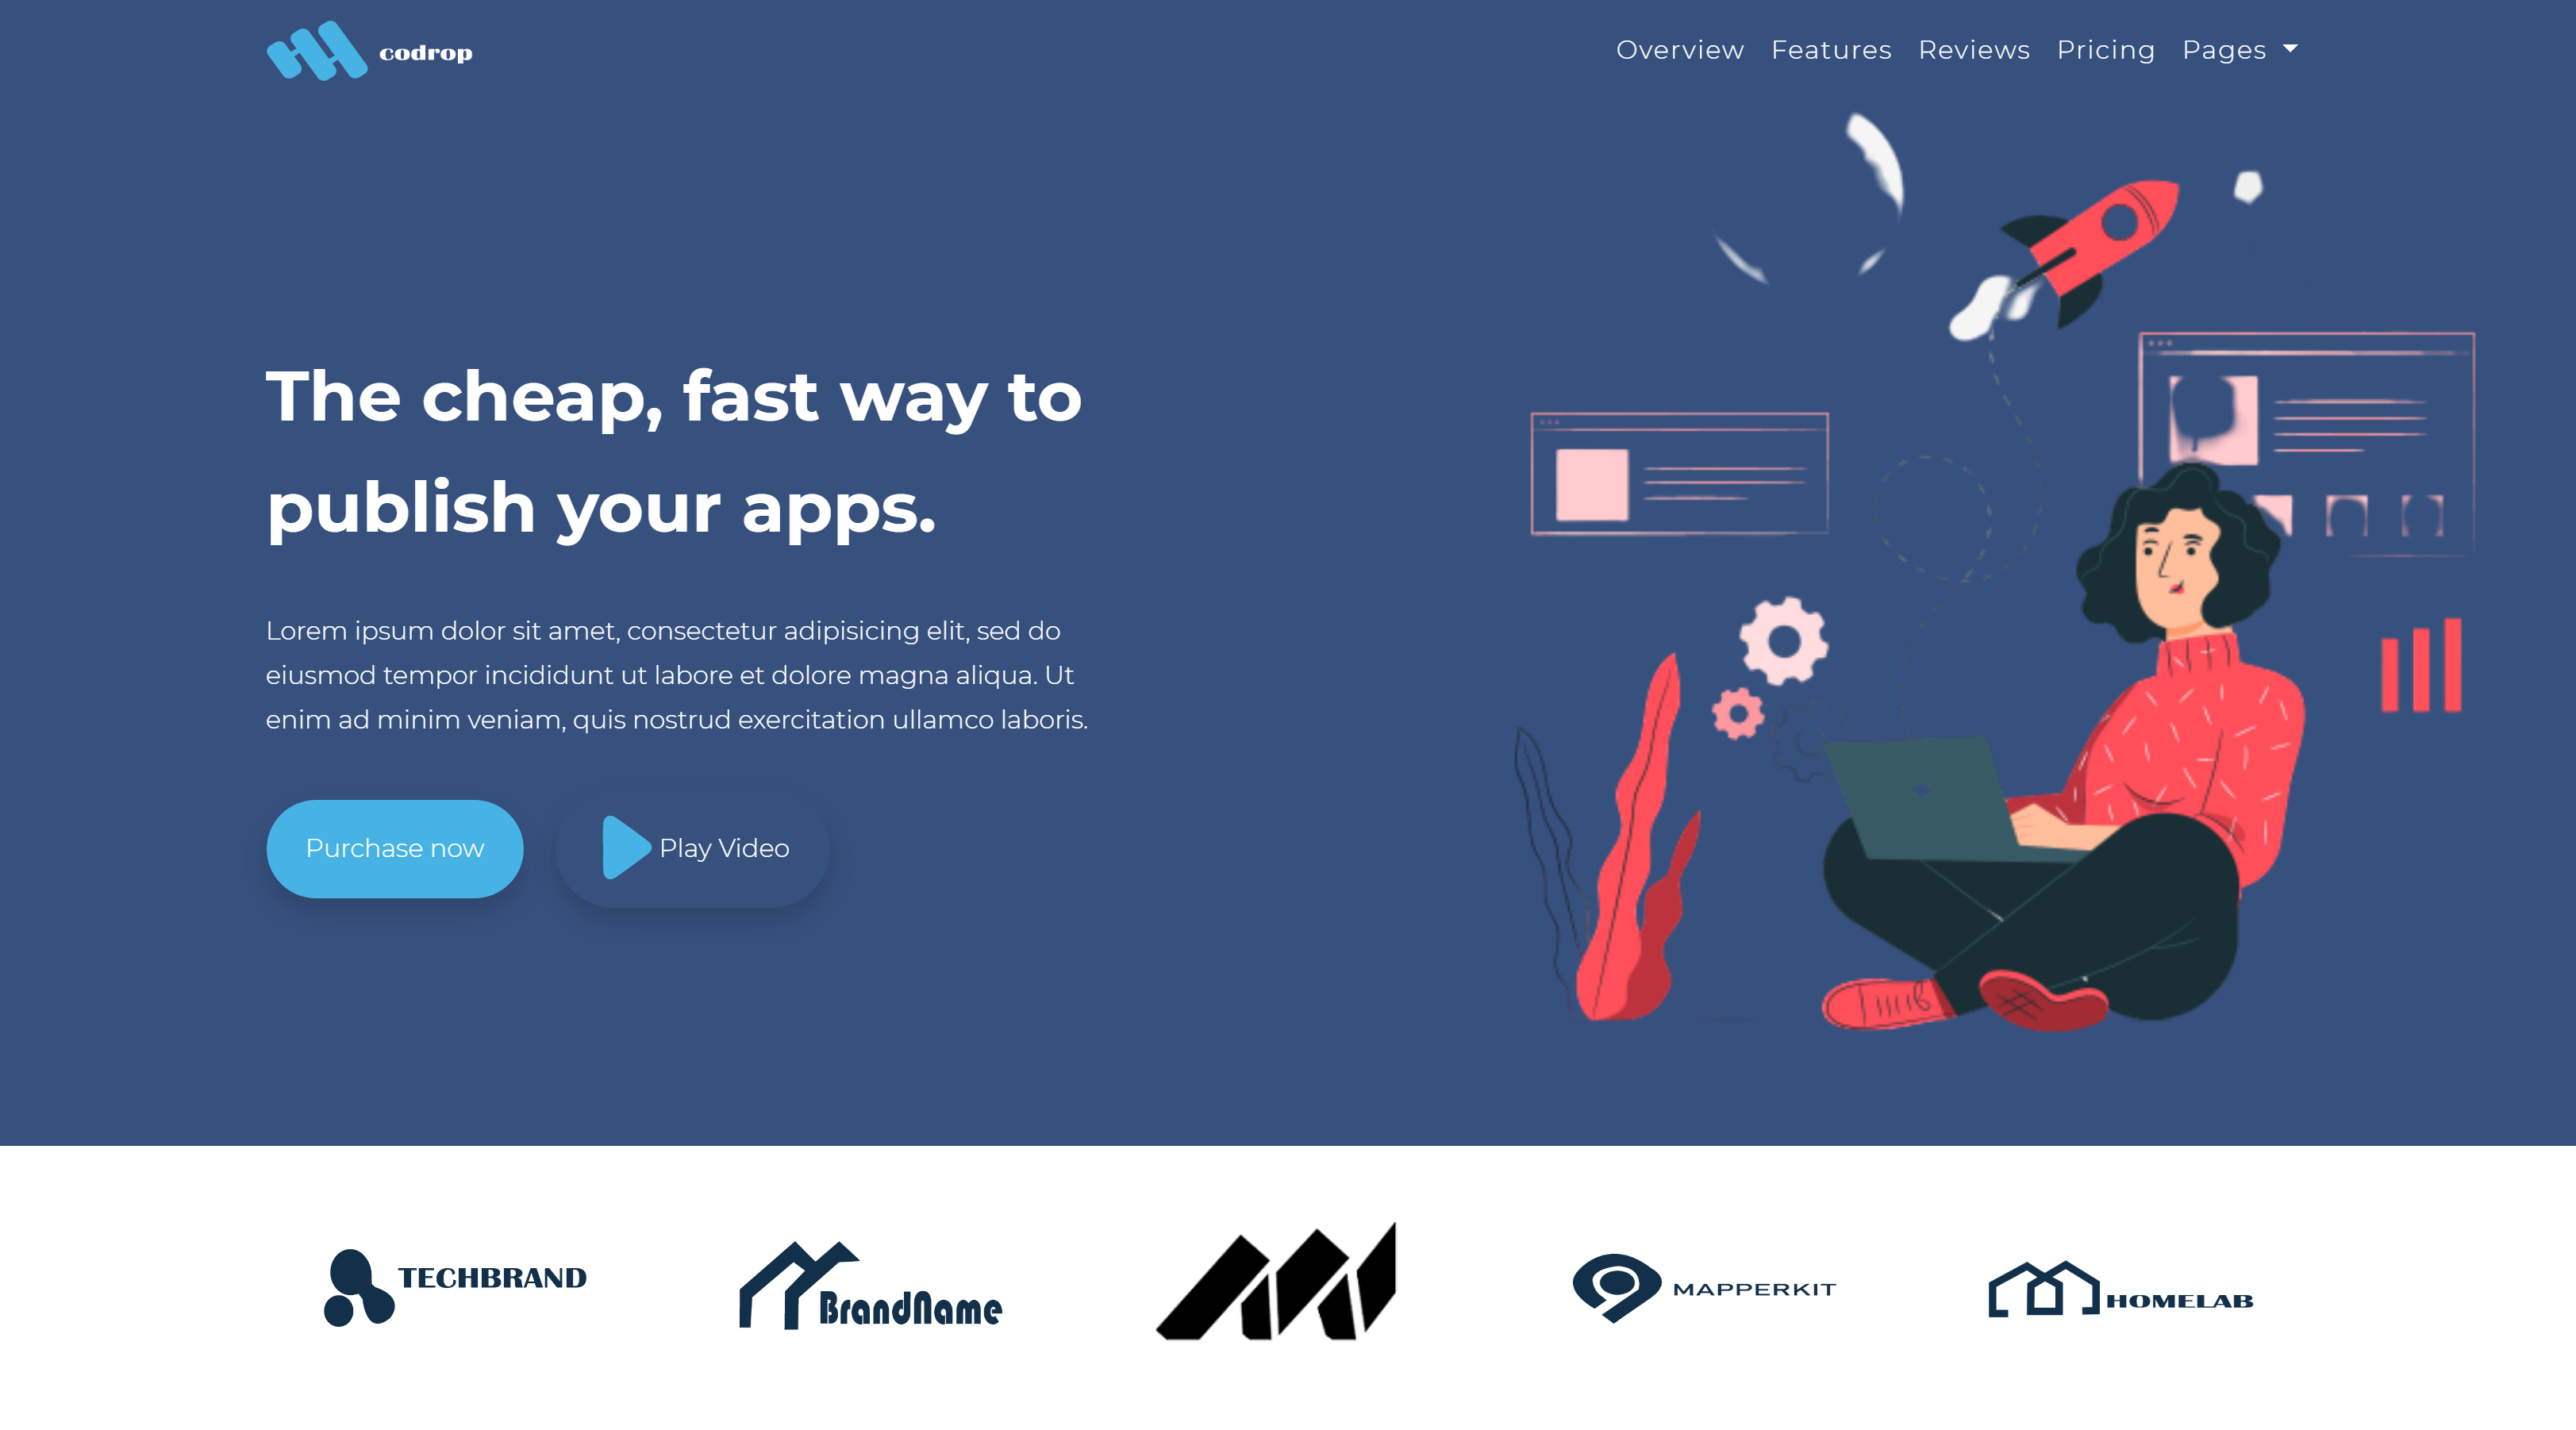 codrop
Overview Features Reviews Pricing Pages
The cheap, fast way to
publish your apps.
Lorem ipsum dolor sit amet, consectetur adipisicing elit, sed do
eiusmod tempor incididunt ut labore et dolore magna aliqua. Ut
enim ad minim veniam, quis nostrud exercitation ullamco laboris.
Purchase now
Play Video
TECHBRAND
BrandName
MAPPERKIT
HOMELAB